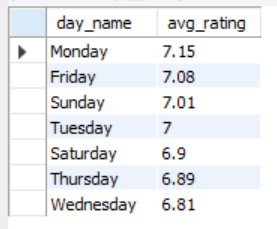 day_name avg_rating
Monday 7.15
Friday 7.08
Sunday 7.01
Tuesday 7
Saturday 6.9
Thursday 6.89
Wednesday 6.81